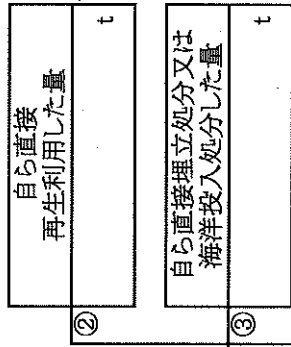 ②
自ら直接
再生利用した量
t
③
自ら直接埋立処分又は
海洋投入処分した量
t